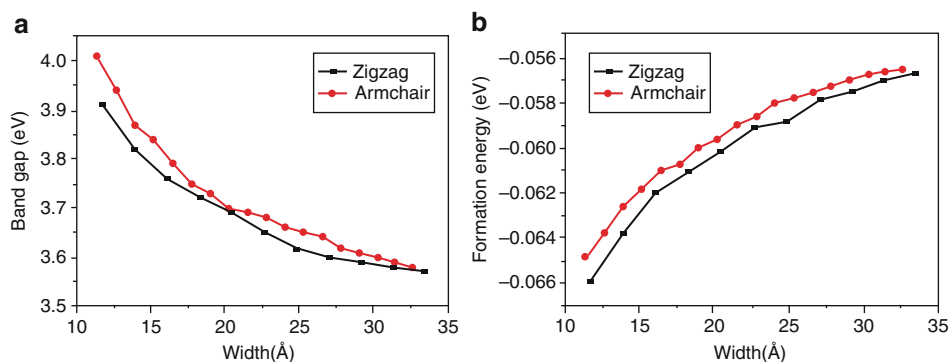 a
4.0
3.9
3.8
3.7
3.6
3.5
Band gap (eV)
Zigzag
Armchair
10 15 20 25 30 35
Width(Å)
b
−0.056
−0.058
−0.060
−0.062
−0.064
−0.066
Formation energy (eV)
Zigzag
Armchair
10 15 20 25 30 35
Width(Å)